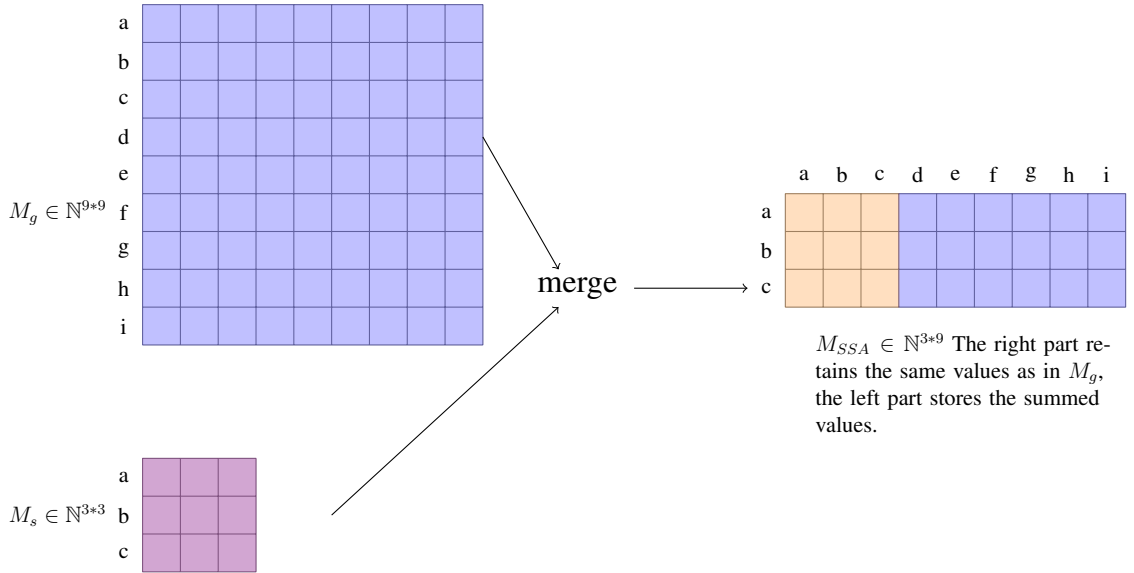 a
b
c
d
e
M_g ∈ ℕ^{9*9} f
g
h
i
merge
a b c d e f g h i
a
b
c
M_{SSA} ∈ ℕ^{3*9} The right part re-
tains the same values as in M_g,
the left part stores the summed
values.
a
M_s ∈ ℕ^{3*3} b
c